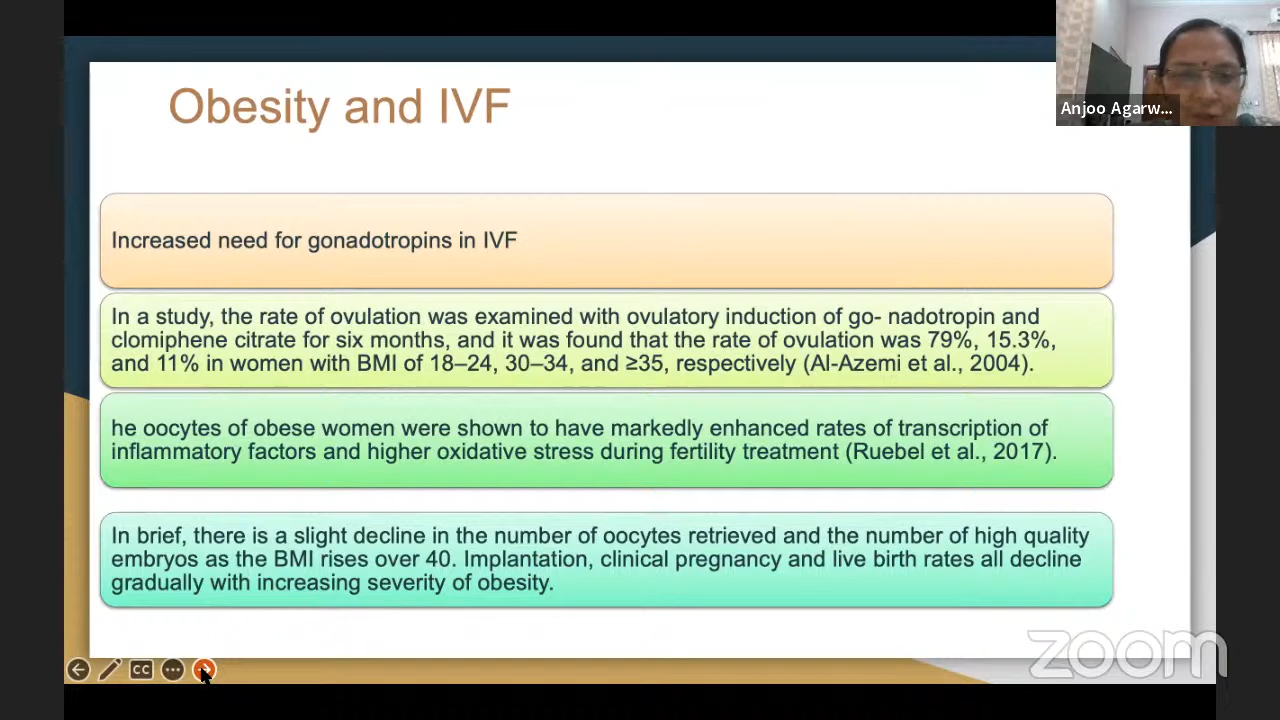 Obesity and IVF
Anjoo Agarw...
Increased need for gonadotropins in IVF
In a study, the rate of ovulation was examined with ovulatory induction of go- nadotropin and
clomiphene citrate for six months, and it was found that the rate of ovulation was 79%, 15.3%,
and 11% in women with BMI of 18–24, 30–34, and ≥35, respectively (Al-Azemi et al., 2004).
he oocytes of obese women were shown to have markedly enhanced rates of transcription of
inflammatory factors and higher oxidative stress during fertility treatment (Ruebel et al., 2017).
In brief, there is a slight decline in the number of oocytes retrieved and the number of high quality
embryos as the BMI rises over 40. Implantation, clinical pregnancy and live birth rates all decline
gradually with increasing severity of obesity.
CC
zoom